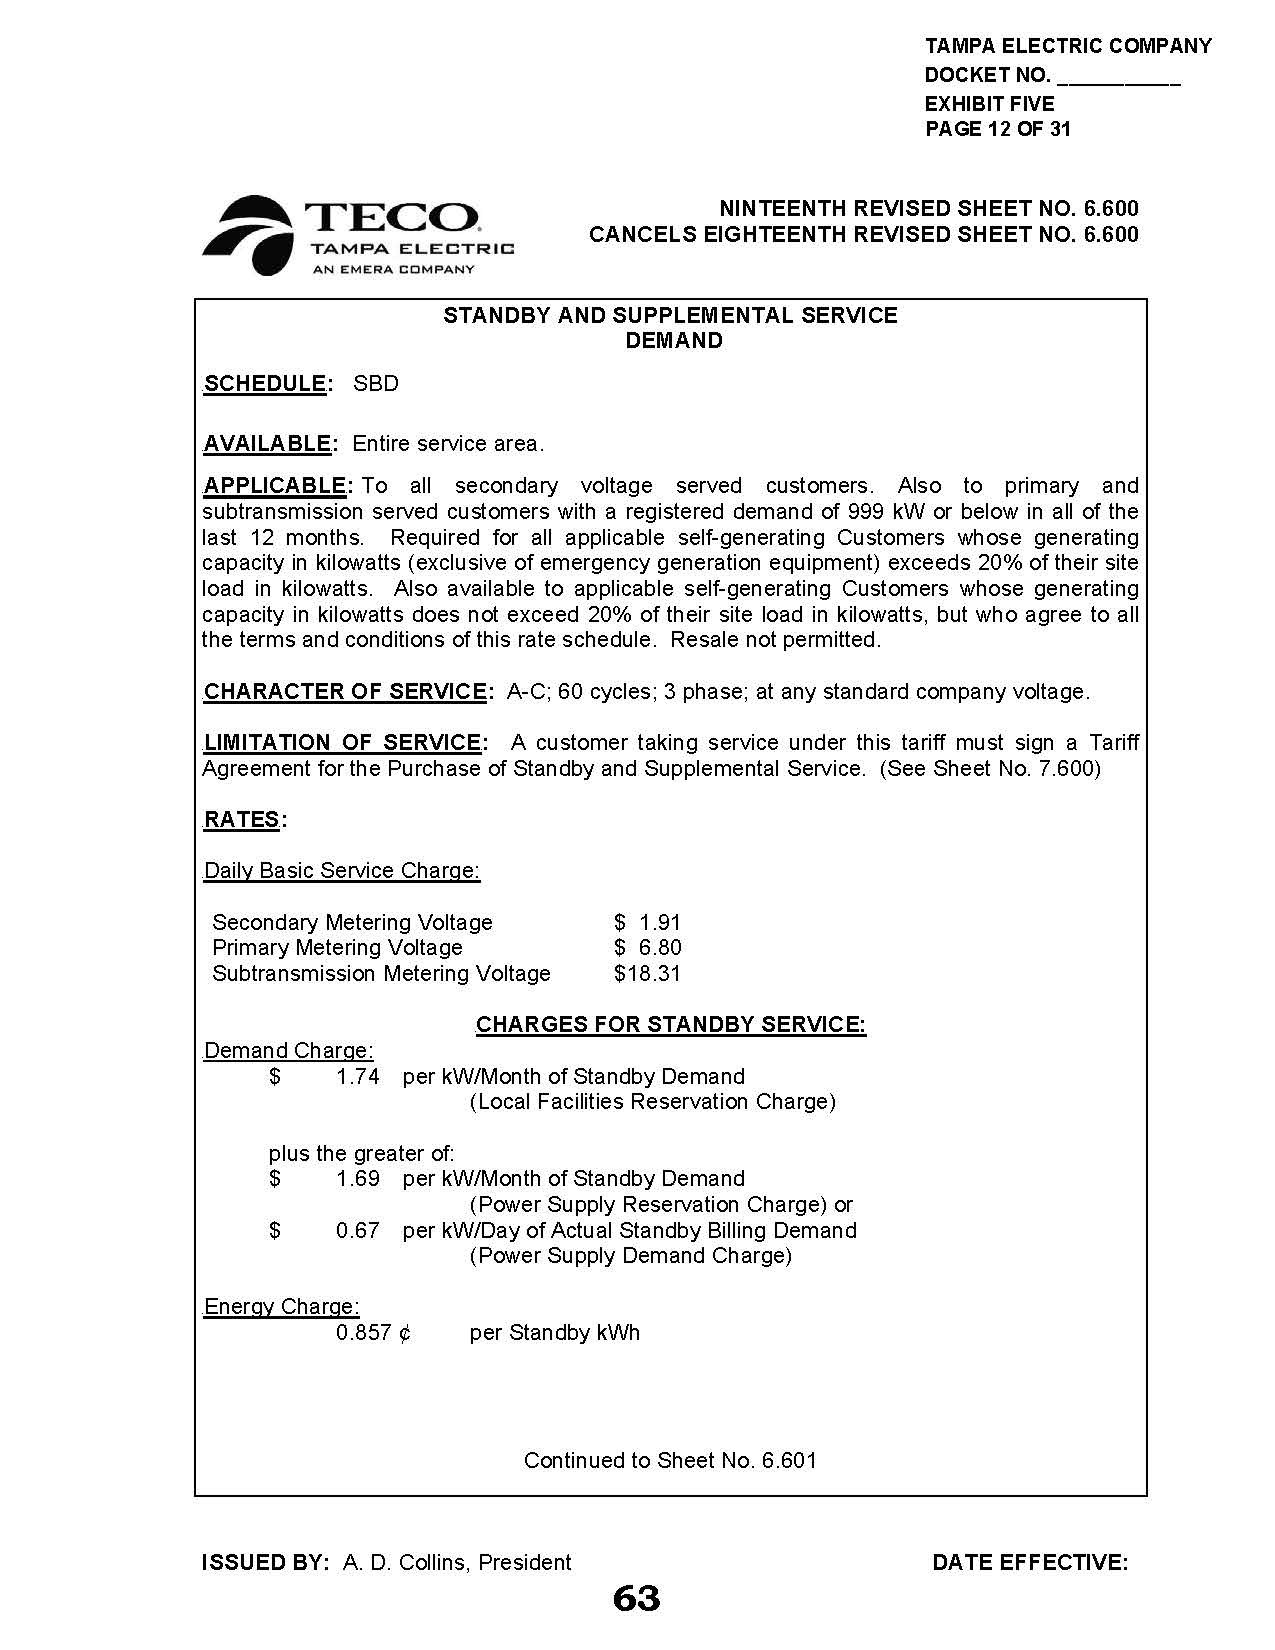 TAMPA ELECTRIC COMPANY
DOCKET NO. ___________
EXHIBIT FIVE
PAGE 12 OF 31
TECO®
TAMPA ELECTRIC
AN EMERA COMPANY
NINTEENTH REVISED SHEET NO. 6.600
CANCELS EIGHTEENTH REVISED SHEET NO. 6.600
STANDBY AND SUPPLEMENTAL SERVICE
DEMAND
SCHEDULE: SBD
AVAILABLE: Entire service area.
APPLICABLE: To all secondary voltage served customers. Also to primary and
subtransmission served customers with a registered demand of 999 kW or below in all of the
last 12 months. Required for all applicable self-generating Customers whose generating
capacity in kilowatts (exclusive of emergency generation equipment) exceeds 20% of their site
load in kilowatts. Also available to applicable self-generating Customers whose generating
capacity in kilowatts does not exceed 20% of their site load in kilowatts, but who agree to all
the terms and conditions of this rate schedule. Resale not permitted.
CHARACTER OF SERVICE: A-C; 60 cycles; 3 phase; at any standard company voltage.
LIMITATION OF SERVICE: A customer taking service under this tariff must sign a Tariff
Agreement for the Purchase of Standby and Supplemental Service. (See Sheet No. 7.600)
RATES:
Daily Basic Service Charge:
Secondary Metering Voltage $ 1.91
Primary Metering Voltage $ 6.80
Subtransmission Metering Voltage $18.31
CHARGES FOR STANDBY SERVICE:
Demand Charge:
$ 1.74 per kW/Month of Standby Demand
(Local Facilities Reservation Charge)
plus the greater of:
$ 1.69 per kW/Month of Standby Demand
(Power Supply Reservation Charge) or
$ 0.67 per kW/Day of Actual Standby Billing Demand
(Power Supply Demand Charge)
Energy Charge:
0.857 ¢ per Standby kWh
Continued to Sheet No. 6.601
ISSUED BY: A. D. Collins, President DATE EFFECTIVE:
63